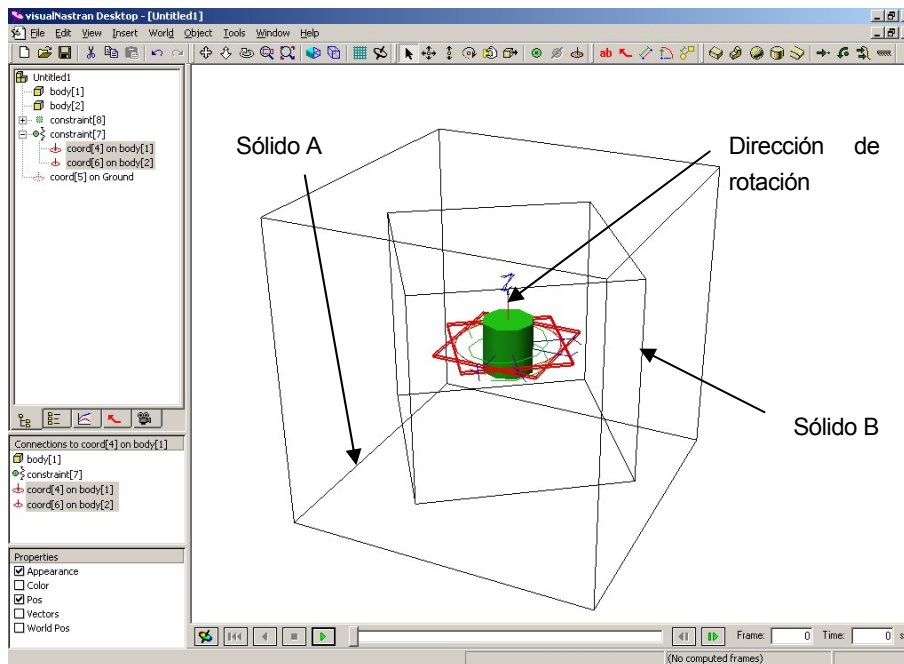 visualNastran Desktop - [Untitled1]
File Edit View Insert World Object Tools Window Help
ab
Untitled1
body[1]
body[2]
constraint[8]
constraint[7]
coord[4] on body[1]
coord[6] on body[2]
coord[5] on Ground
Connections to coord[4] on body[1]
body[1]
constraint[7]
coord[4] on body[1]
coord[6] on body[2]
Properties
Appearance
Color
Pos
Vectors
World Pos
Sólido A
Dirección de
rotación
Sólido B
Frame: 0 Time: 0 s
(No computed frames)